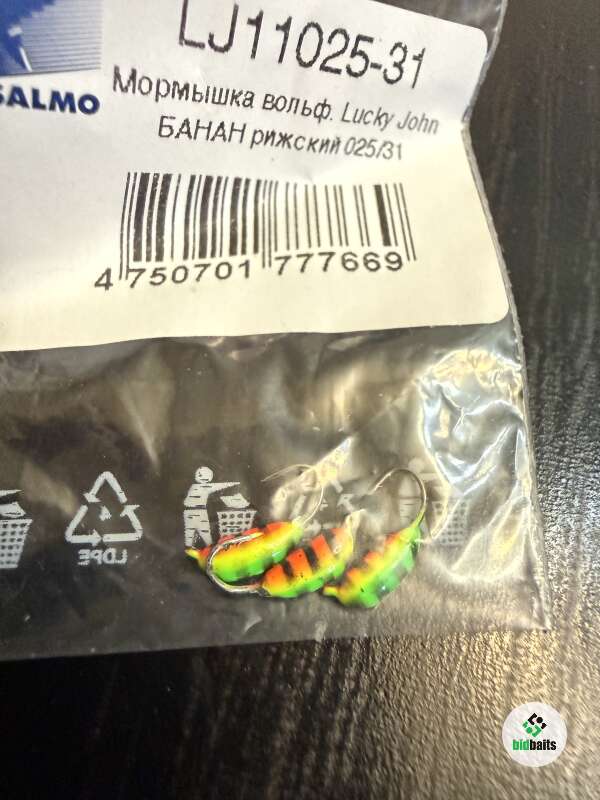 LJ11025-31
SALMO
Мормышка вольф. Lucky John
БАНАН рижский 025/31
4 750701 777669
LDPE
bidbaits